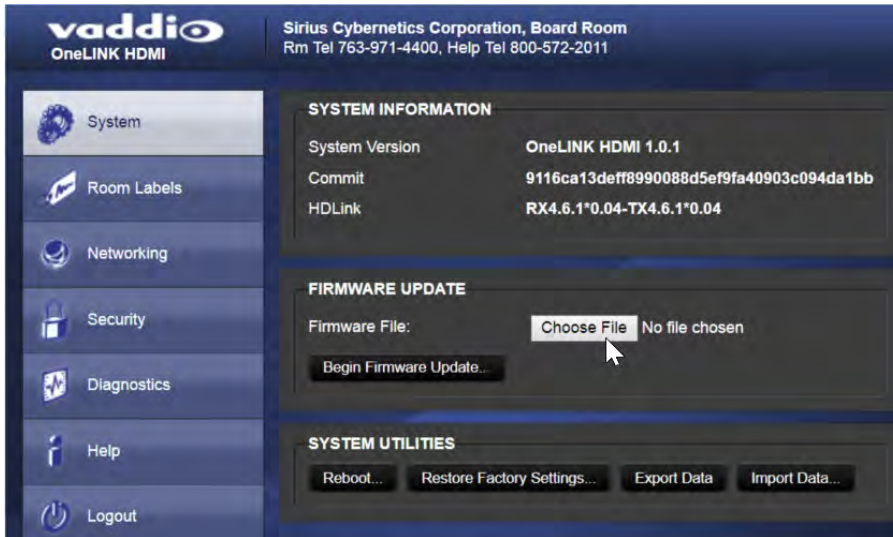 vaddio
OneLINK HDMI
Sirius Cybernetics Corporation, Board Room
Rm Tel 763-971-4400, Help Tel 800-572-2011
System
Room Labels
Networking
Security
Diagnostics
Help
Logout
SYSTEM INFORMATION
System Version OneLINK HDMI 1.0.1
Commit 9116ca13deff8990088d5ef9fa40903c094da1bb
HDLink RX4.6.1*0.04-TX4.6.1*0.04
FIRMWARE UPDATE
Firmware File: Choose File No file chosen
Begin Firmware Update...
SYSTEM UTILITIES
Reboot... Restore Factory Settings... Export Data Import Data...